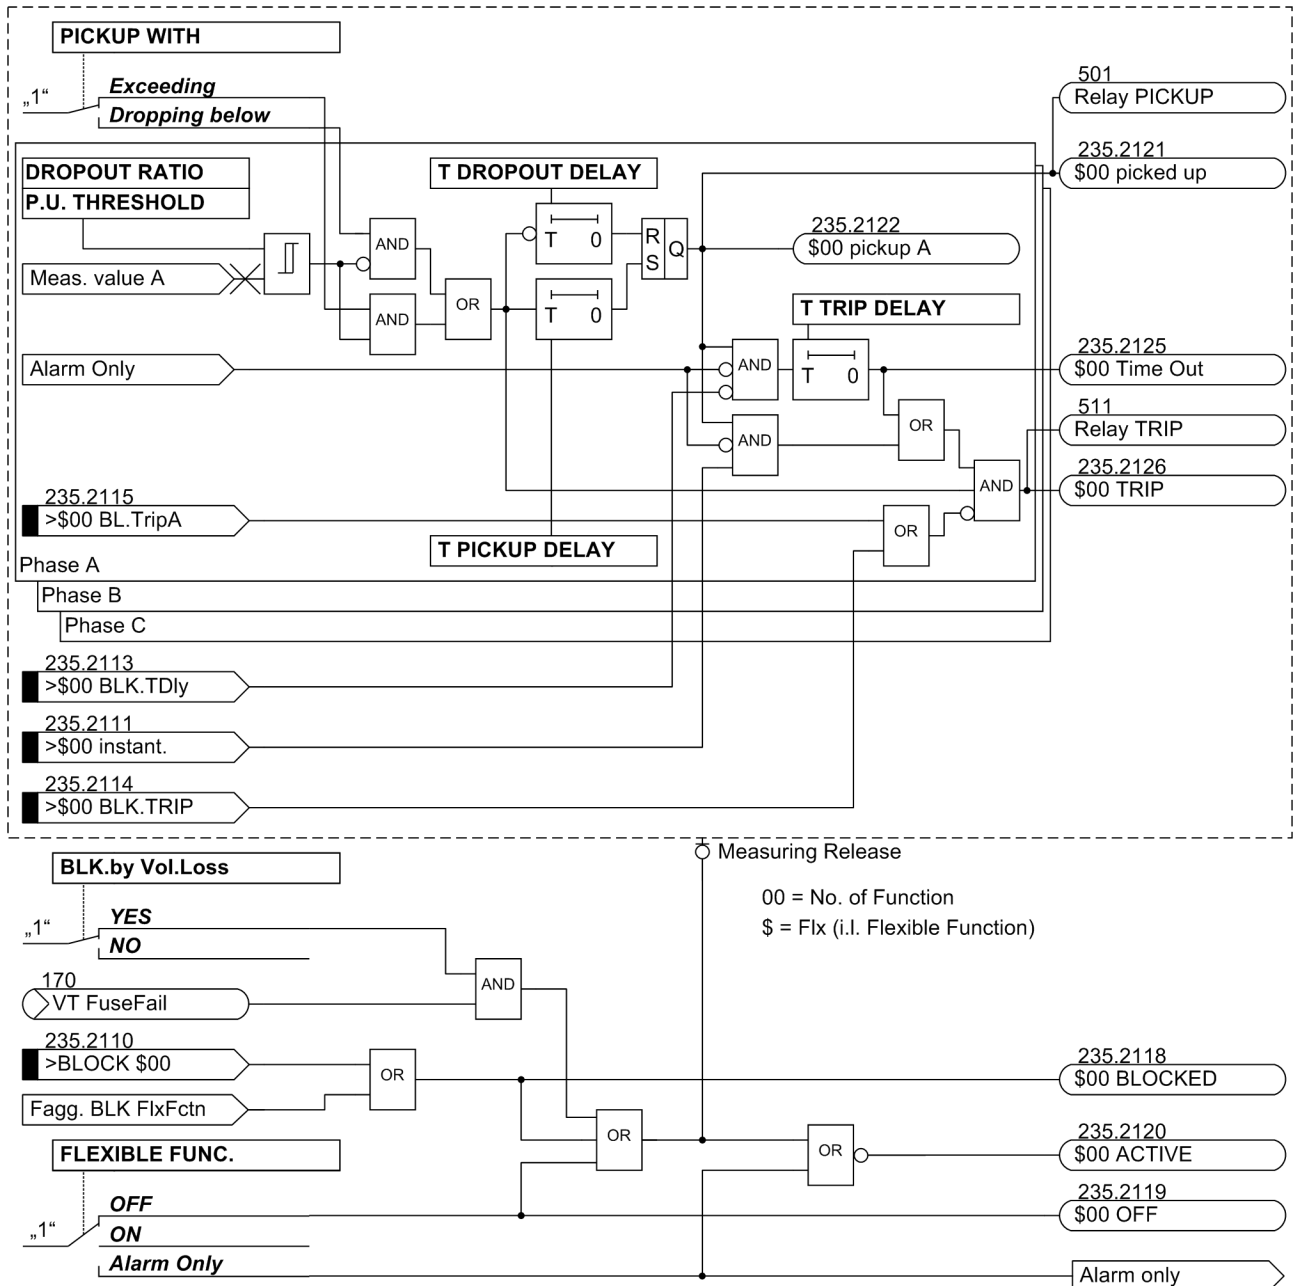 PICKUP WITH
„1“
Exceeding
Dropping below
501
Relay PICKUP
235.2121
$00 picked up
DROPOUT RATIO
P.U. THRESHOLD
T DROPOUT DELAY
AND
T 0
R
S
Q
235.2122
$00 pickup A
Meas. value A
OR
AND
T 0
T TRIP DELAY
Alarm Only
AND
T 0
235.2125
$00 Time Out
OR
511
Relay TRIP
AND
235.2126
$00 TRIP
AND
235.2115
>$00 BL.TripA
OR
T PICKUP DELAY
Phase A
Phase B
Phase C
235.2113
>$00 BLK.TDly
235.2111
>$00 instant.
235.2114
>$00 BLK.TRIP
Measuring Release
BLK.by Vol.Loss
00 = No. of Function
$ = Flx (i.I. Flexible Function)
„1“
YES
NO
170
VT FuseFail
AND
235.2110
>BLOCK $00
OR
235.2118
$00 BLOCKED
Fagg. BLK FlxFctn
OR
OR
235.2120
$00 ACTIVE
FLEXIBLE FUNC.
„1“
OFF
ON
Alarm Only
235.2119
$00 OFF
Alarm only